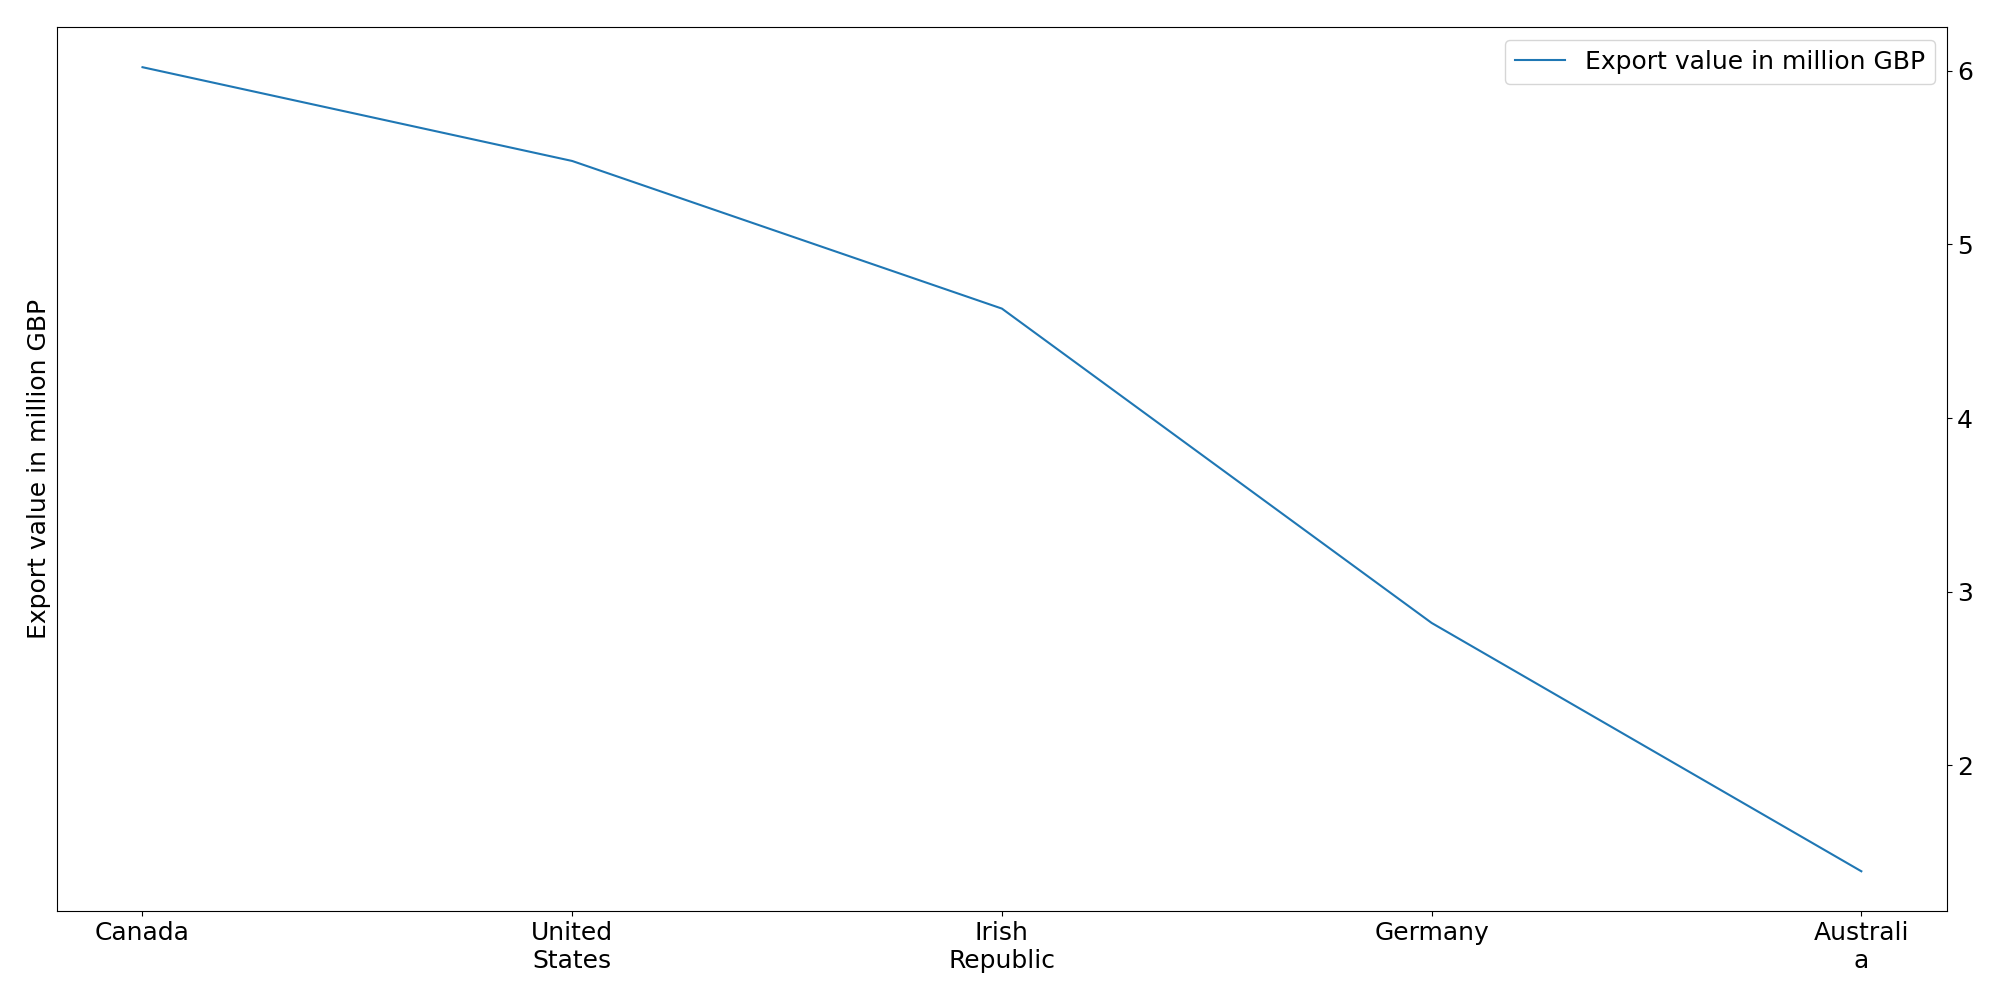 Export value in million GBP
Export value in million GBP
6
5
4
3
2
Canada
United
States
Irish
Republic
Germany
Australi
a